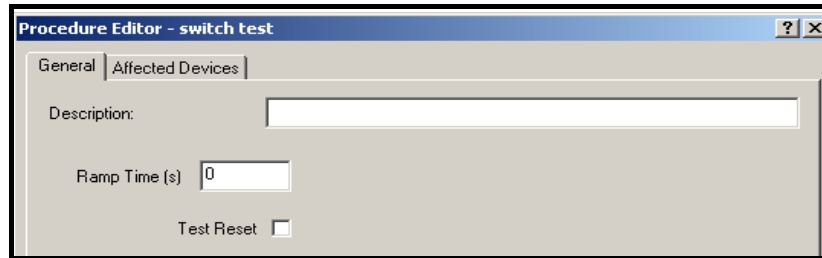 Procedure Editor - switch test
General Affected Devices
Description:
Ramp Time (s) 0
Test Reset